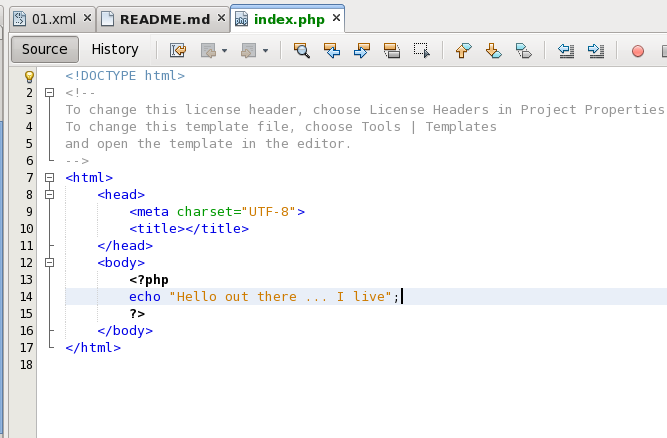 01.xml README.md index.php
Source History
<!DOCTYPE html>
2 <!--
3 To change this license header, choose License Headers in Project Properties
4 To change this template file, choose Tools | Templates
5 and open the template in the editor.
6 -->
7 <html>
8 <head>
9 <meta charset="UTF-8">
10 <title></title>
11 </head>
12 <body>
13 <?php
14 echo "Hello out there ... I live";
15 ?>
16 </body>
17 </html>
18